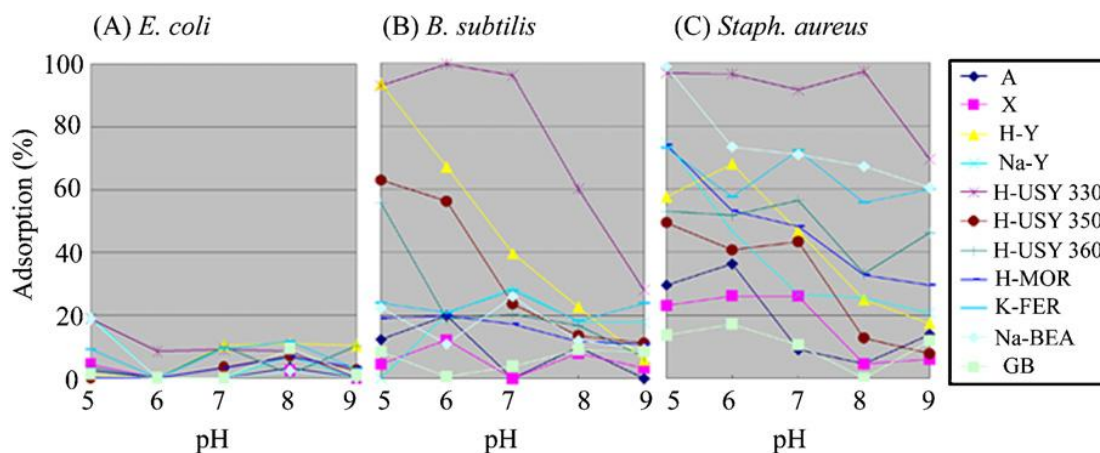 (A) E. coli
(B) B. subtilis
(C) Staph. aureus
Adsorption (%)
100
80
60
40
20
0
5 6 7 8 9
5 6 7 8 9
5 6 7 8 9
pH
pH
pH
A
X
H-Y
Na-Y
H-USY 330
H-USY 350
H-USY 360
H-MOR
K-FER
Na-BEA
GB